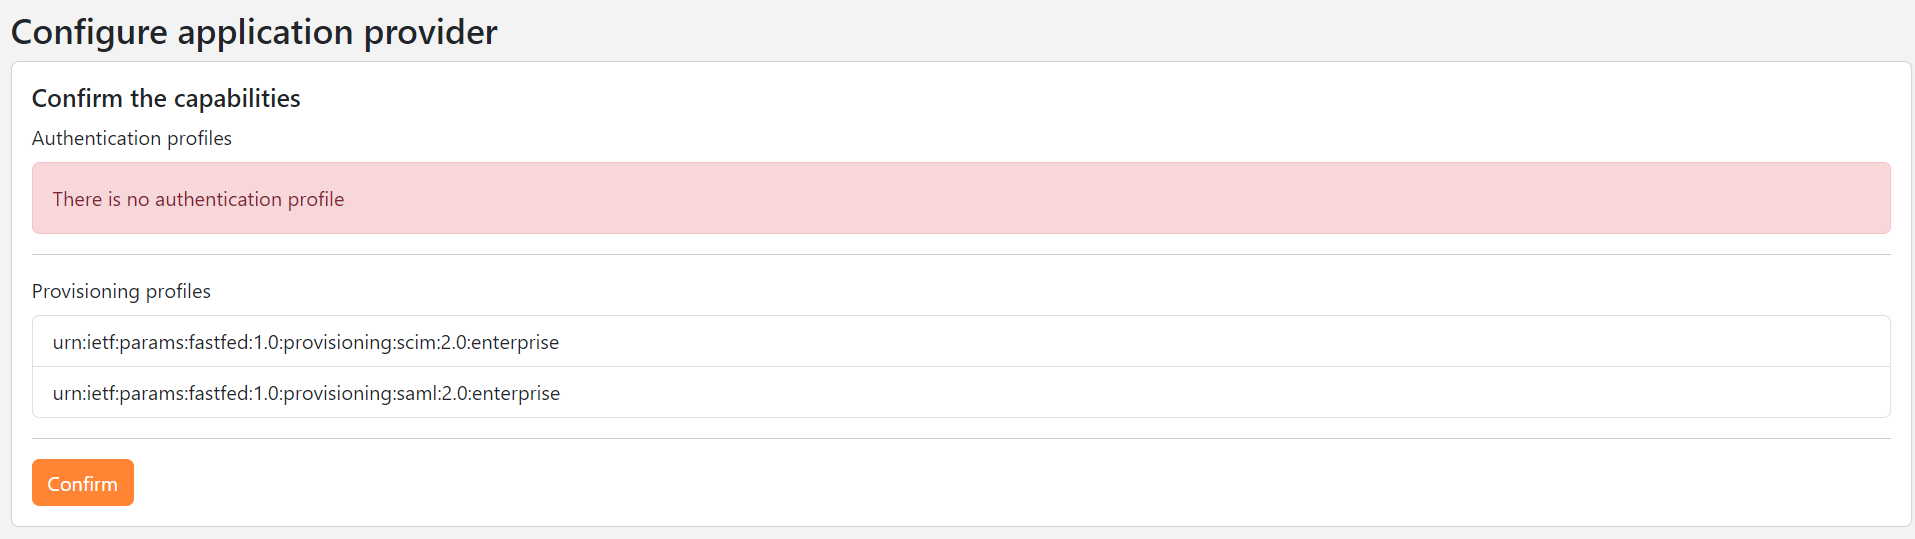 Configure application provider
Confirm the capabilities
Authentication profiles
There is no authentication profile
Provisioning profiles
urn:ietf:params:fastfed:1.0:provisioning:scim:2.0:enterprise
urn:ietf:params:fastfed:1.0:provisioning:saml:2.0:enterprise
Confirm